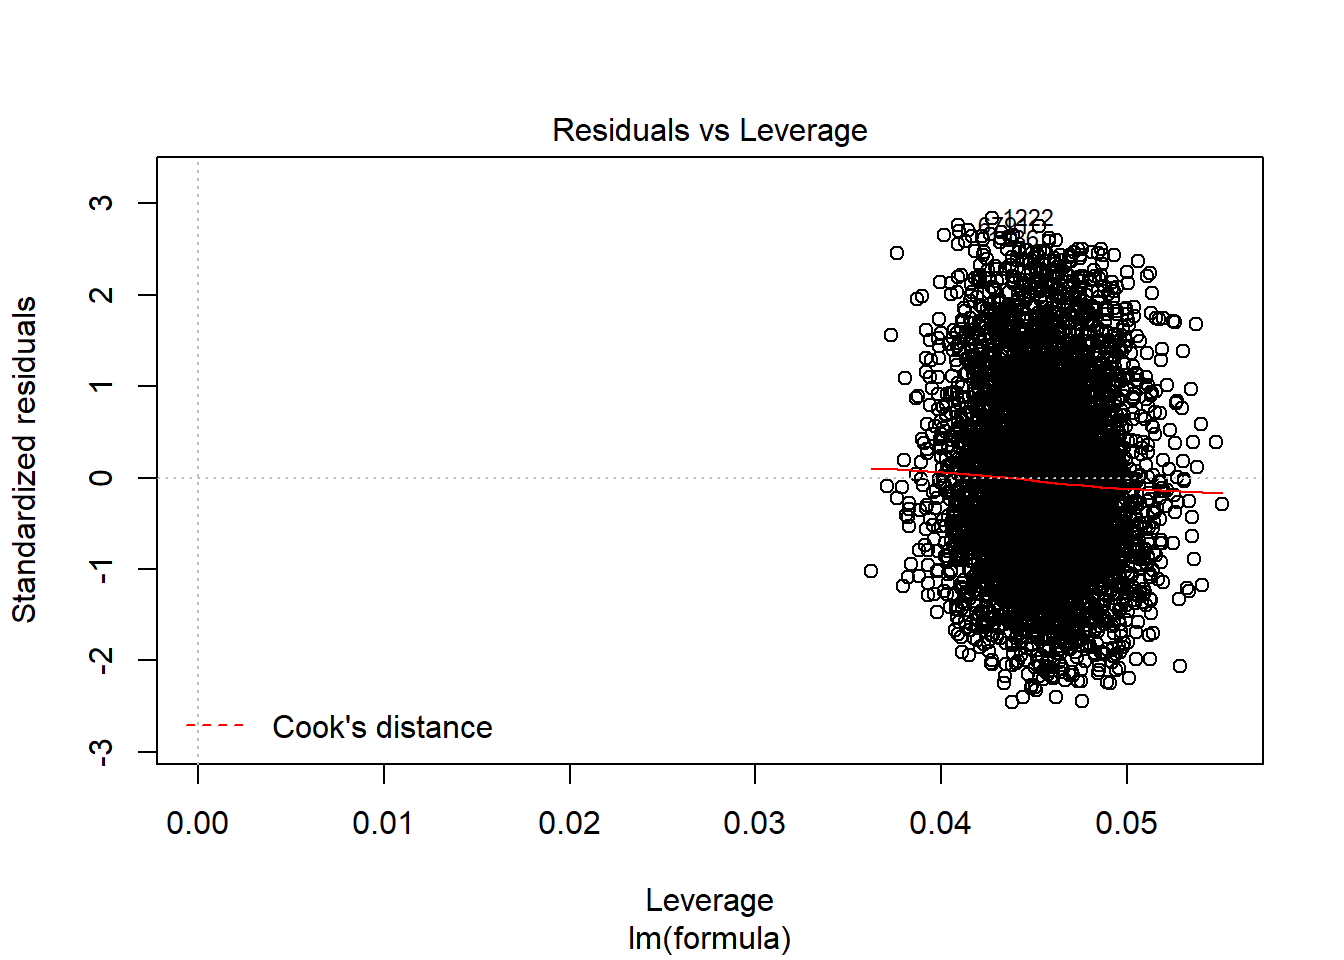 Residuals vs Leverage
Standardized residuals
3
2
1
0
-1
-2
-3
1222
Cook's distance
0.00 0.01 0.02 0.03 0.04 0.05
Leverage
lm(formula)